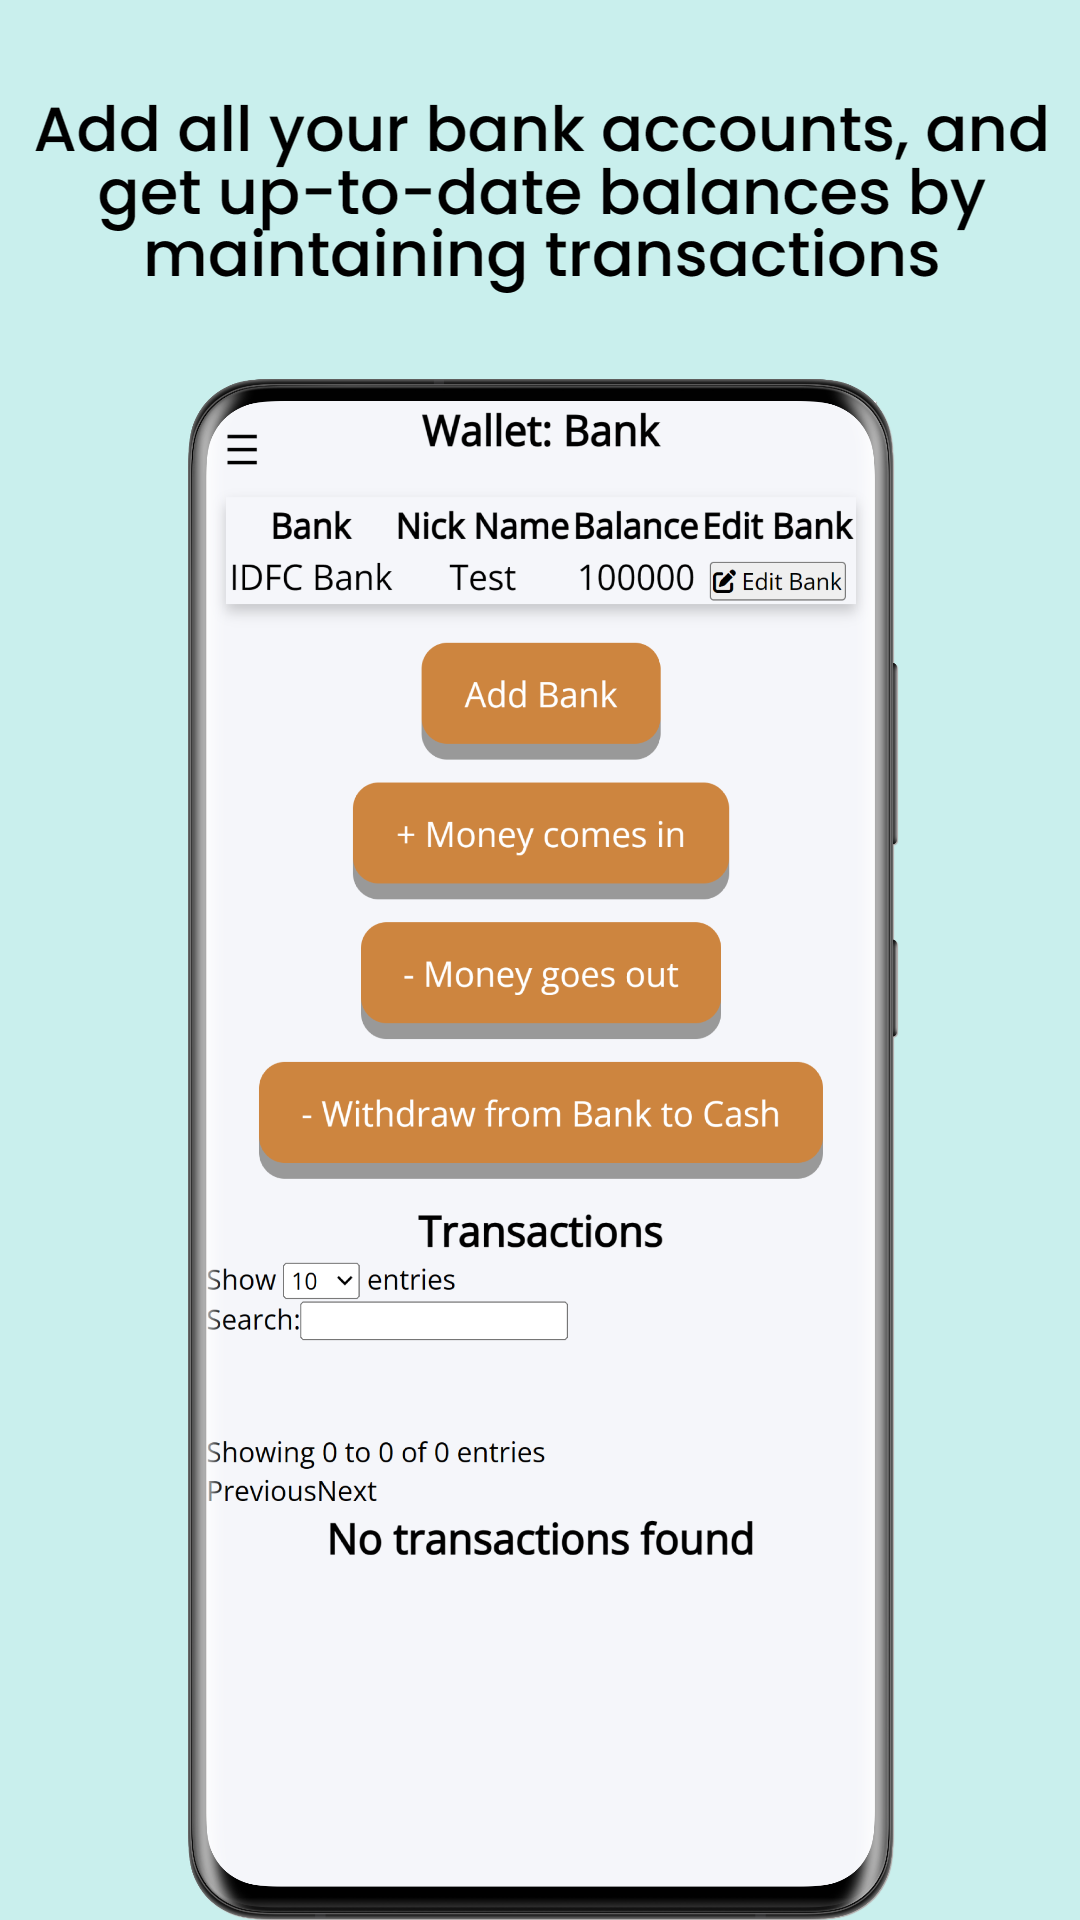 Add all your bank accounts, and
get up-to-date balances by
maintaining transactions
Wallet: Bank
Bank Nick Name Balance Edit Bank
IDFC Bank Test 100000 Edit Bank
Add Bank
+ Money comes in
- Money goes out
- Withdraw from Bank to Cash
Transactions
Show 10 entries
Search:
Showing 0 to 0 of 0 entries
PreviousNext
No transactions found